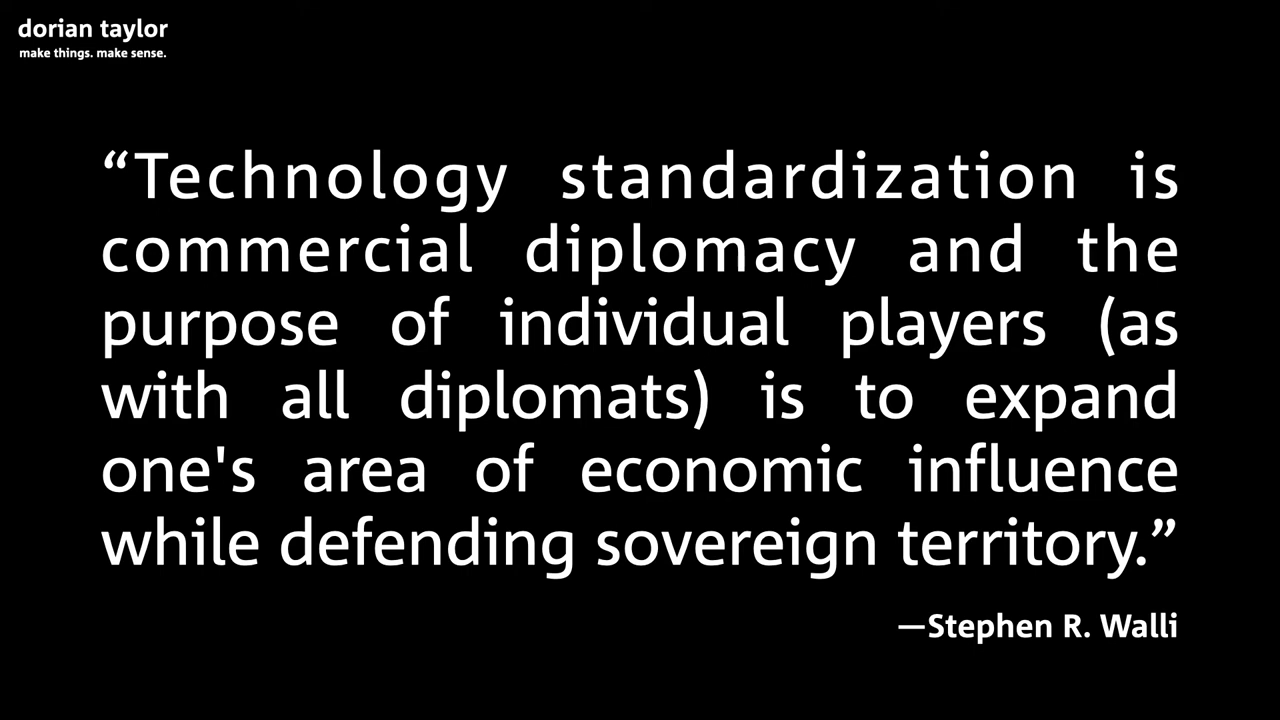 dorian taylor
make things. make sense.
“Technology standardization is
commercial diplomacy and the
purpose of individual players (as
with all diplomats) is to expand
one's area of economic influence
while defending sovereign territory.”
—Stephen R. Walli